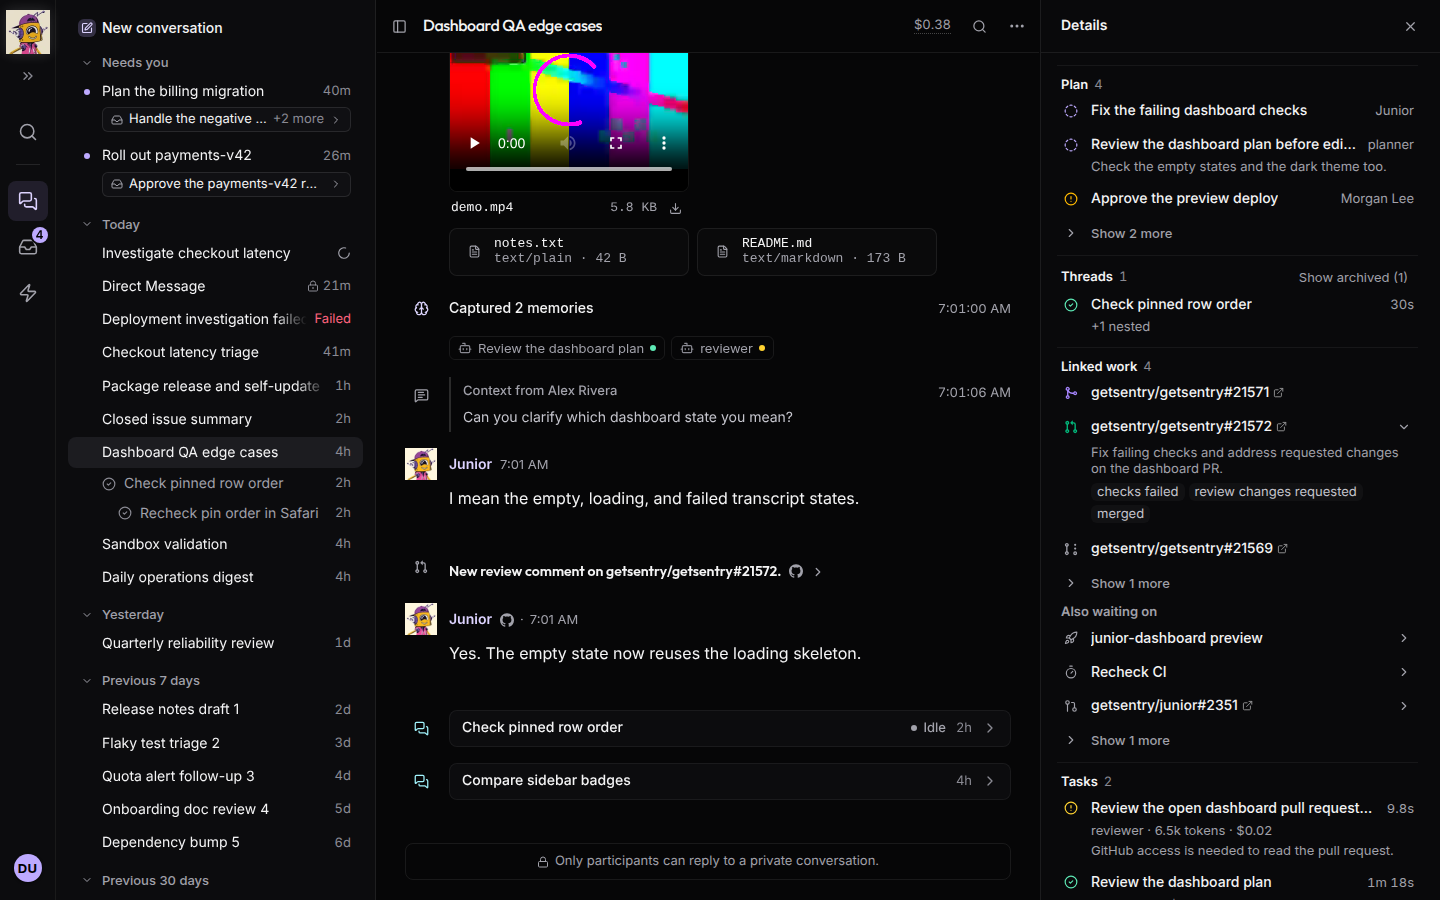 New conversation
Needs you
Plan the billing migration 40m
Handle the negative ... +2 more
Roll out payments-v42 26m
Approve the payments-v42 r...
Today
Investigate checkout latency
Direct Message 21m
Deployment investigation failed Failed
Checkout latency triage 41m
Package release and self-update 1h
Closed issue summary 2h
Dashboard QA edge cases 4h
Check pinned row order 2h
Recheck pin order in Safari 2h
Sandbox validation 4h
Daily operations digest 4h
Yesterday
Quarterly reliability review 1d
Previous 7 days
Release notes draft 1 2d
Flaky test triage 2 3d
Quota alert follow-up 3 4d
Onboarding doc review 4 5d
Dependency bump 5 6d
Previous 30 days
4
DU
Dashboard QA edge cases $0.38
0:00
demo.mp4 5.8 KB
notes.txt
text/plain · 42 B
README.md
text/markdown · 173 B
Captured 2 memories 7:01:00 AM
Review the dashboard plan
reviewer
Context from Alex Rivera 7:01:06 AM
Can you clarify which dashboard state you mean?
Junior 7:01 AM
I mean the empty, loading, and failed transcript states.
New review comment on getsentry/getsentry#21572.
Junior · 7:01 AM
Yes. The empty state now reuses the loading skeleton.
Check pinned row order Idle 2h
Compare sidebar badges 4h
Only participants can reply to a private conversation.
Details
Plan 4
Fix the failing dashboard checks Junior
Review the dashboard plan before edi... planner
Check the empty states and the dark theme too.
Approve the preview deploy Morgan Lee
Show 2 more
Threads 1 Show archived (1)
Check pinned row order 30s
+1 nested
Linked work 4
getsentry/getsentry#21571
getsentry/getsentry#21572
Fix failing checks and address requested changes
on the dashboard PR.
checks failed review changes requested
merged
getsentry/getsentry#21569
Show 1 more
Also waiting on
junior-dashboard preview
Recheck CI
getsentry/junior#2351
Show 1 more
Tasks 2
Review the open dashboard pull request... 9.8s
reviewer · 6.5k tokens · $0.02
GitHub access is needed to read the pull request.
Review the dashboard plan 1m 18s